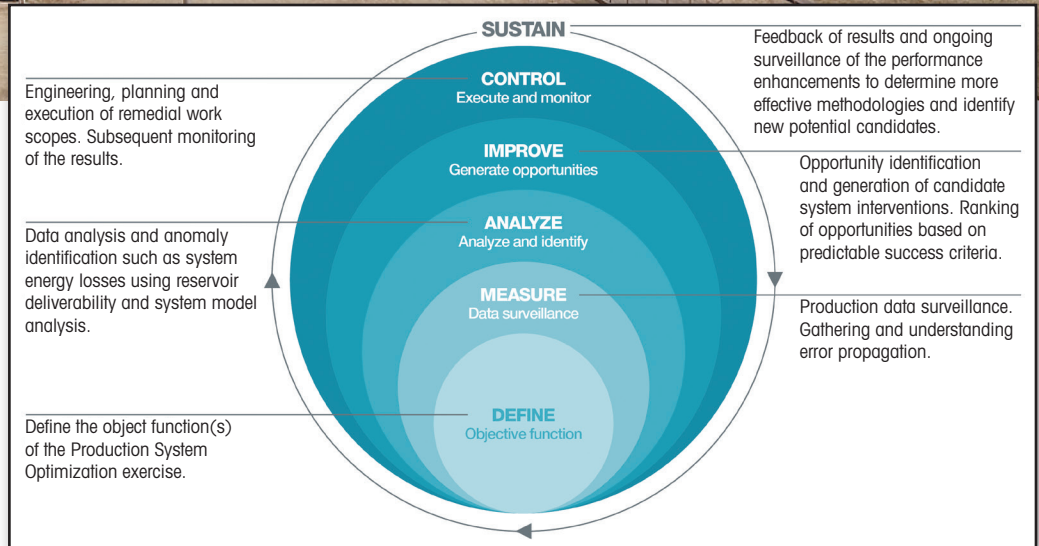 SUSTAIN
Feedback of results and ongoing
surveillance of the performance
enhancements to determine more
effective methodologies and identify
new potential candidates.
CONTROL
Execute and monitor
Engineering, planning and
execution of remedial work
scopes. Subsequent monitoring
of the results.
IMPROVE
Generate opportunities
Opportunity identification
and generation of candidate
system interventions. Ranking
of opportunities based on
predictable success criteria.
ANALYZE
Analyze and identify
Data analysis and anomaly
identification such as system
energy losses using reservoir
deliverability and system model
analysis.
MEASURE
Data surveillance
Production data surveillance.
Gathering and understanding
error propagation.
DEFINE
Objective function
Define the object function(s)
of the Production System
Optimization exercise.